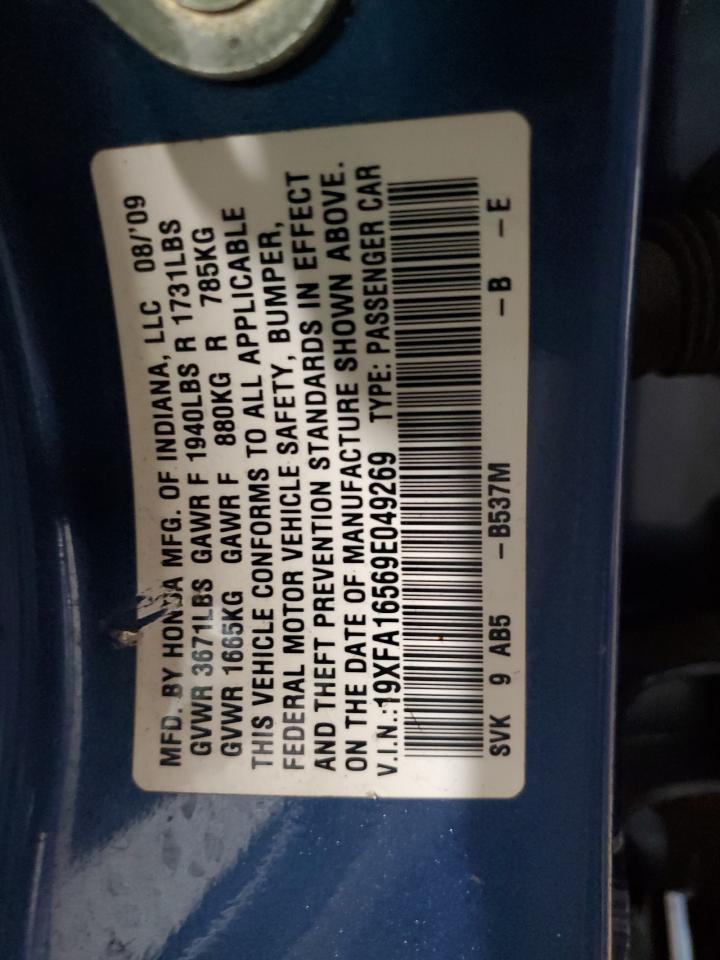 MFD. BY HONDA MFG. OF INDIANA, LLC 08/'09
GVWR 3671LBS GAWR F 1940LBS R 1731LBS
GVWR 1665KG GAWR F 880KG R 785KG
THIS VEHICLE CONFORMS TO ALL APPLICABLE
FEDERAL MOTOR VEHICLE SAFETY, BUMPER,
AND THEFT PREVENTION STANDARDS IN EFFECT
ON THE DATE OF MANUFACTURE SHOWN ABOVE.
V.I.N.:19XFA16569E049269 TYPE: PASSENGER CAR
SVK 9 AB5 -B537M -B -E